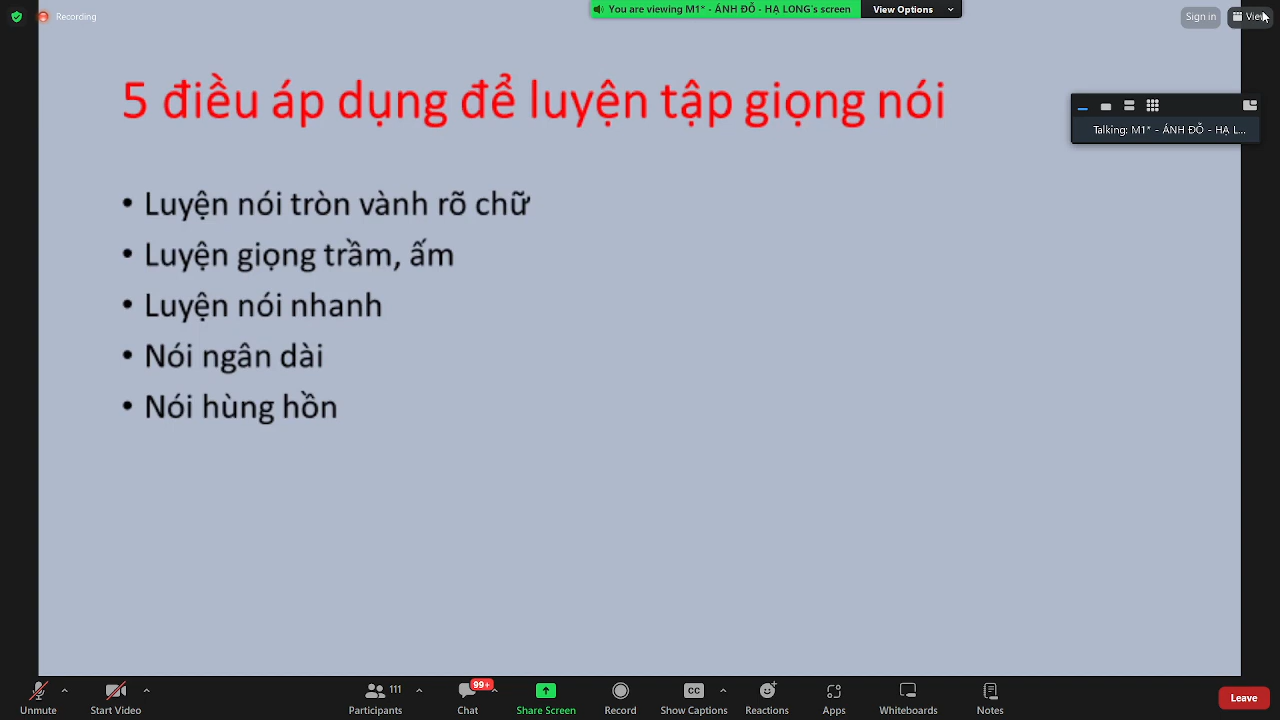 Recording
You are viewing M1* - ÁNH ĐỖ - HẠ LONG's screen
View Options
Sign in
View
Talking: M1* - ÁNH ĐỖ - HẠ L...
5 điều áp dụng để luyện tập giọng nói
• Luyện nói tròn vành rõ chữ
• Luyện giọng trầm, ấm
• Luyện nói nhanh
• Nói ngân dài
• Nói hùng hồn
Unmute
Start Video
111
Participants
99+
Chat
Share Screen
Record
CC
Show Captions
Reactions
Apps
Whiteboards
Notes
Leave